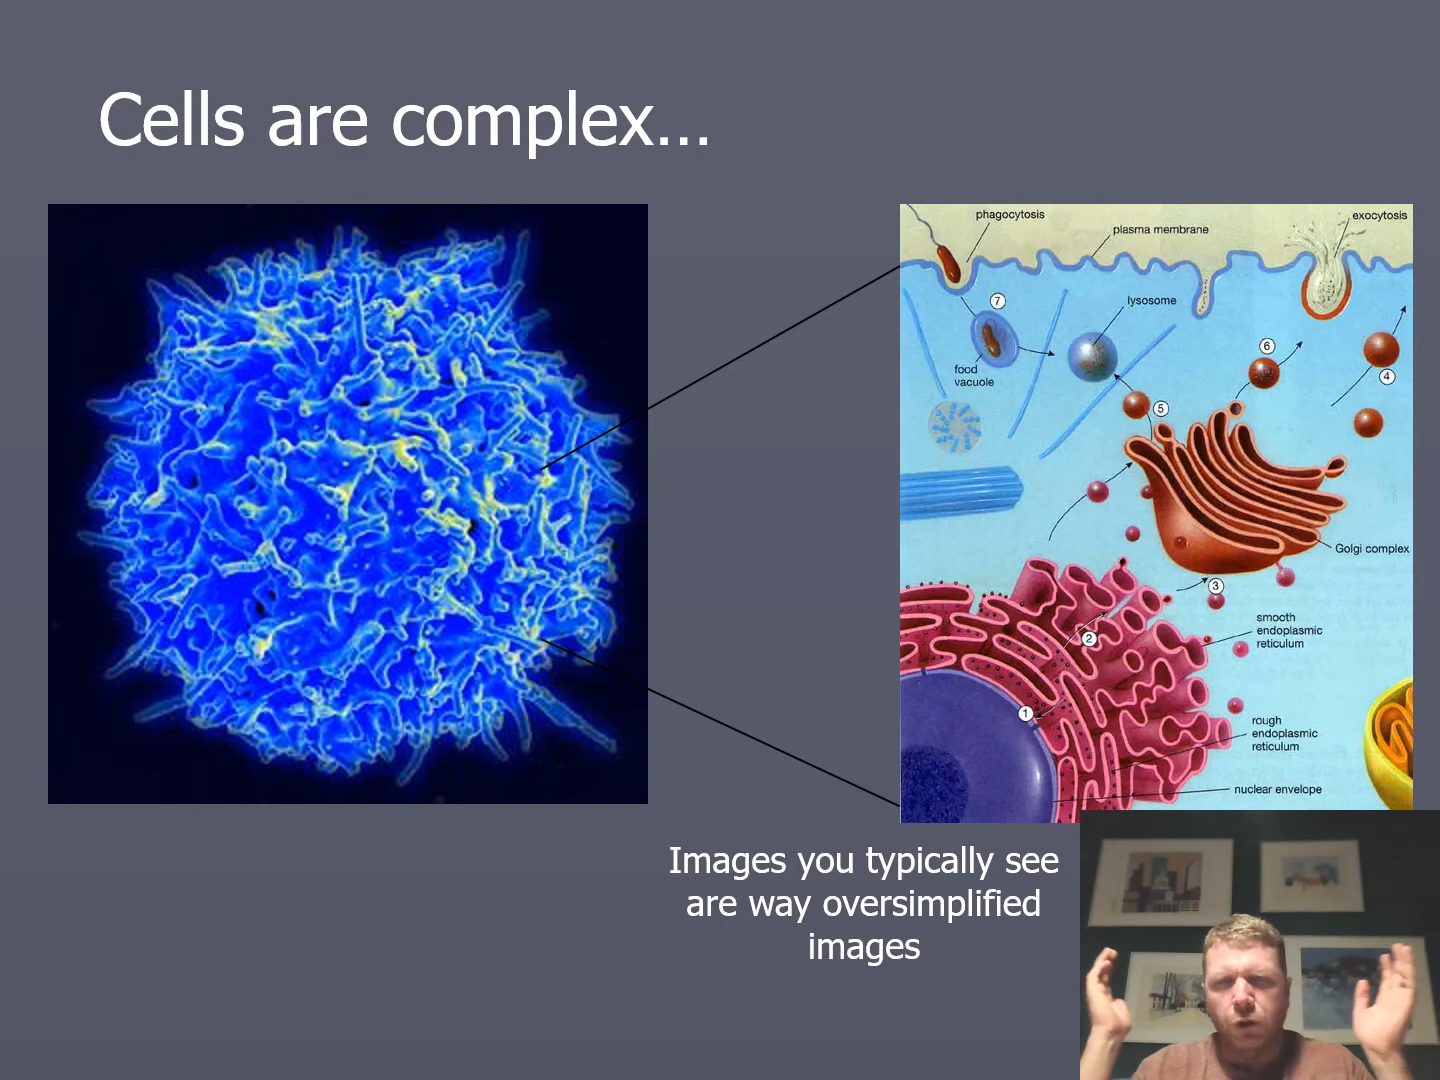 Cells are complex...
phagocytosis
exocytosis
plasma membrane
7
lysosome
6
food
vacuole
4
5
Golgi complex
3
smooth
endoplasmic
reticulum
2
1
rough
endoplasmic
reticulum
nuclear envelope
Images you typically see
are way oversimplified
images